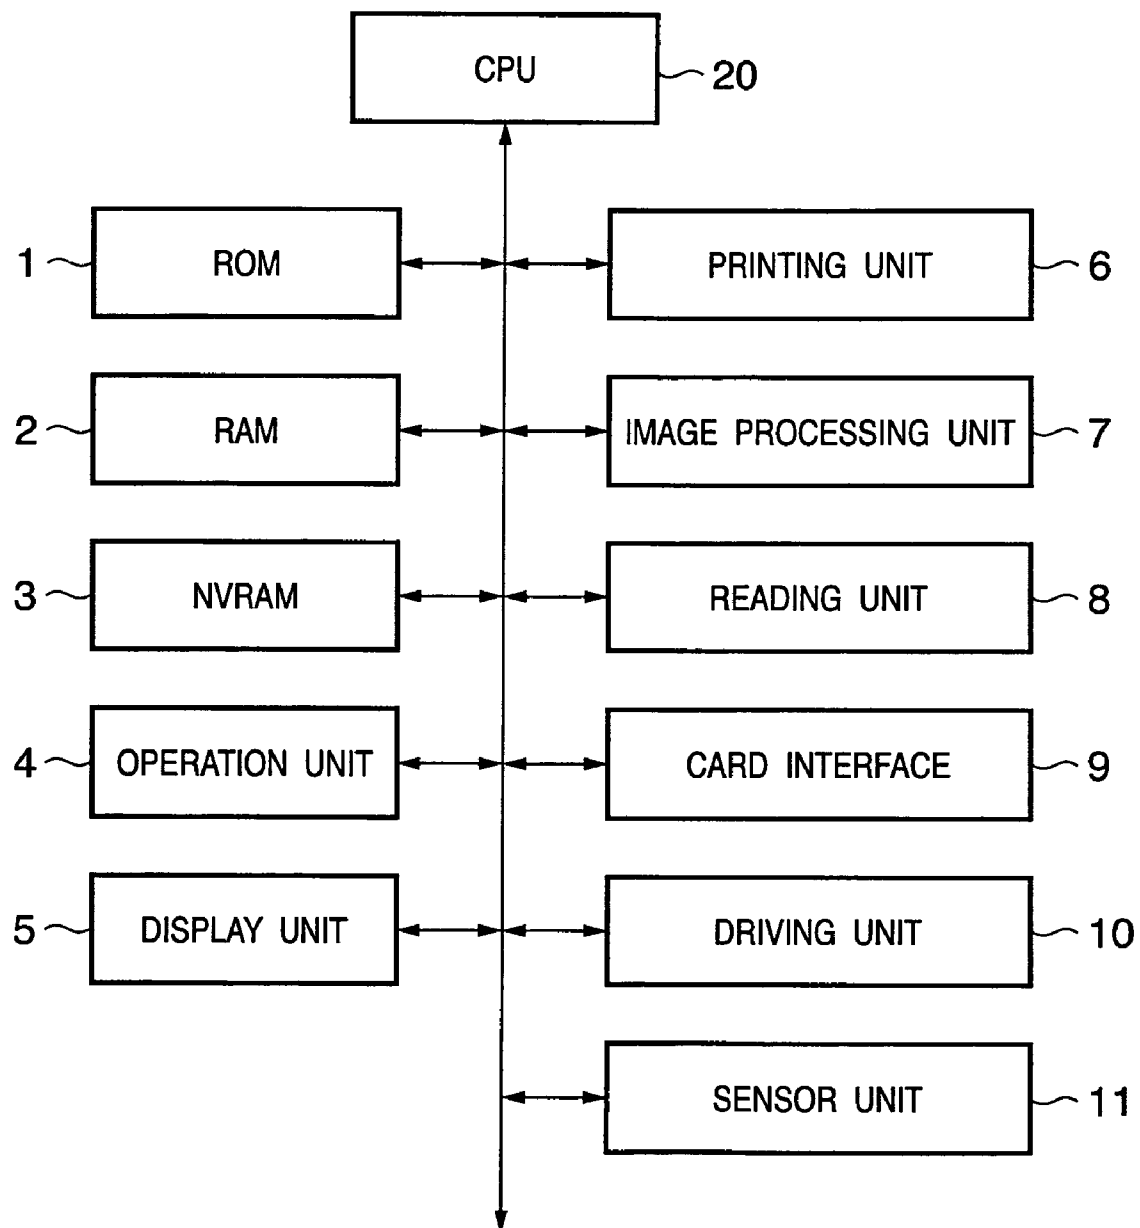 CPU 20
1 ROM
PRINTING UNIT 6
2 RAM
IMAGE PROCESSING UNIT 7
3 NVRAM
READING UNIT 8
4 OPERATION UNIT
CARD INTERFACE 9
5 DISPLAY UNIT
DRIVING UNIT 10
SENSOR UNIT 11